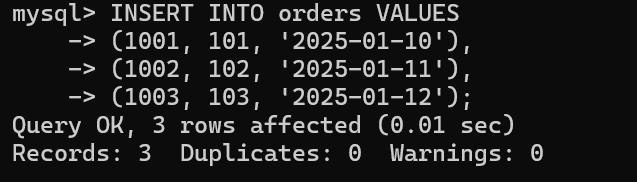 mysql> INSERT INTO orders VALUES
    -> (1001, 101, '2025-01-10'),
    -> (1002, 102, '2025-01-11'),
    -> (1003, 103, '2025-01-12');
Query OK, 3 rows affected (0.01 sec)
Records: 3  Duplicates: 0  Warnings: 0